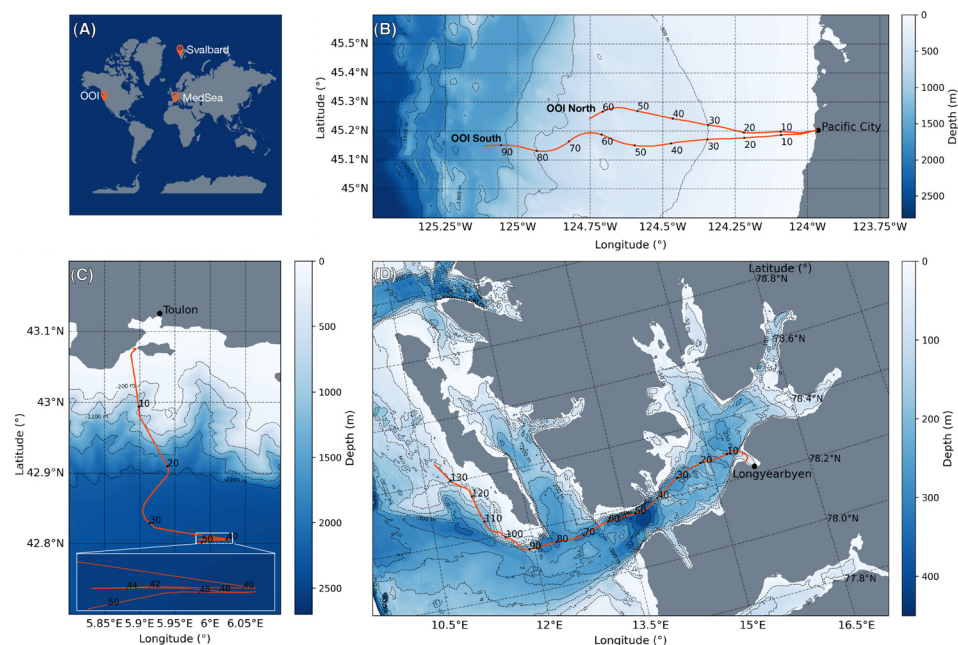 (A)
Svalbard
OOI
MedSea
(B)
45.5°N
45.4°N
45.3°N
45.2°N
45.1°N
45°N
Latitude (°)
OOI North
60
50
40
30
20
10
Pacific City
OOI South
90
80
70
60
50
40
30
20
10
125.25°W
125°W
124.75°W
124.5°W
124.25°W
124°W
123.75°W
Longitude (°)
0
500
1000
1500
2000
2500
Depth (m)
(C)
Toulon
43.1°N
43°N
42.9°N
42.8°N
Latitude (°)
-200 m
-1200 m
-2200 m
10
20
30
50
40
44
42
48
46
40
50
5.85°E
5.9°E
5.95°E
6°E
6.05°E
Longitude (°)
0
500
1000
1500
2000
2500
Depth (m)
(D)
Latitude (°)
78.8°N
78.6°N
78.4°N
78.2°N
78.0°N
77.8°N
Longyearbyen
10
20
30
40
50
60
70
80
90
100
110
120
130
10.5°E
12°E
13.5°E
15°E
16.5°E
Longitude (°)
0
100
200
300
400
Depth (m)